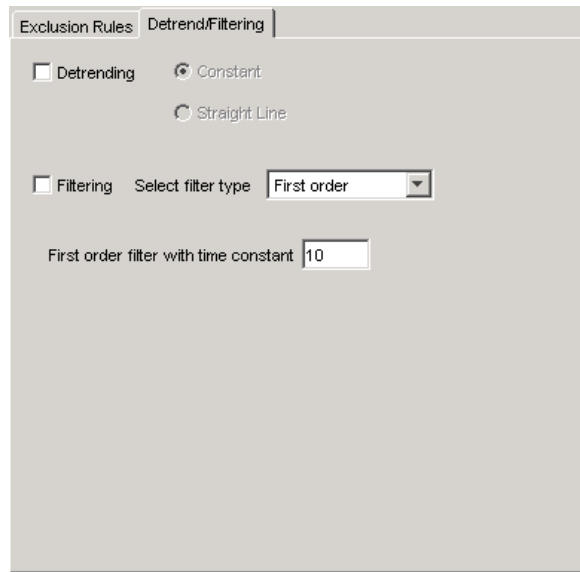 Exclusion Rules Detrend/Filtering
Detrending Constant
Straight Line
Filtering Select filter type First order
First order filter with time constant 10